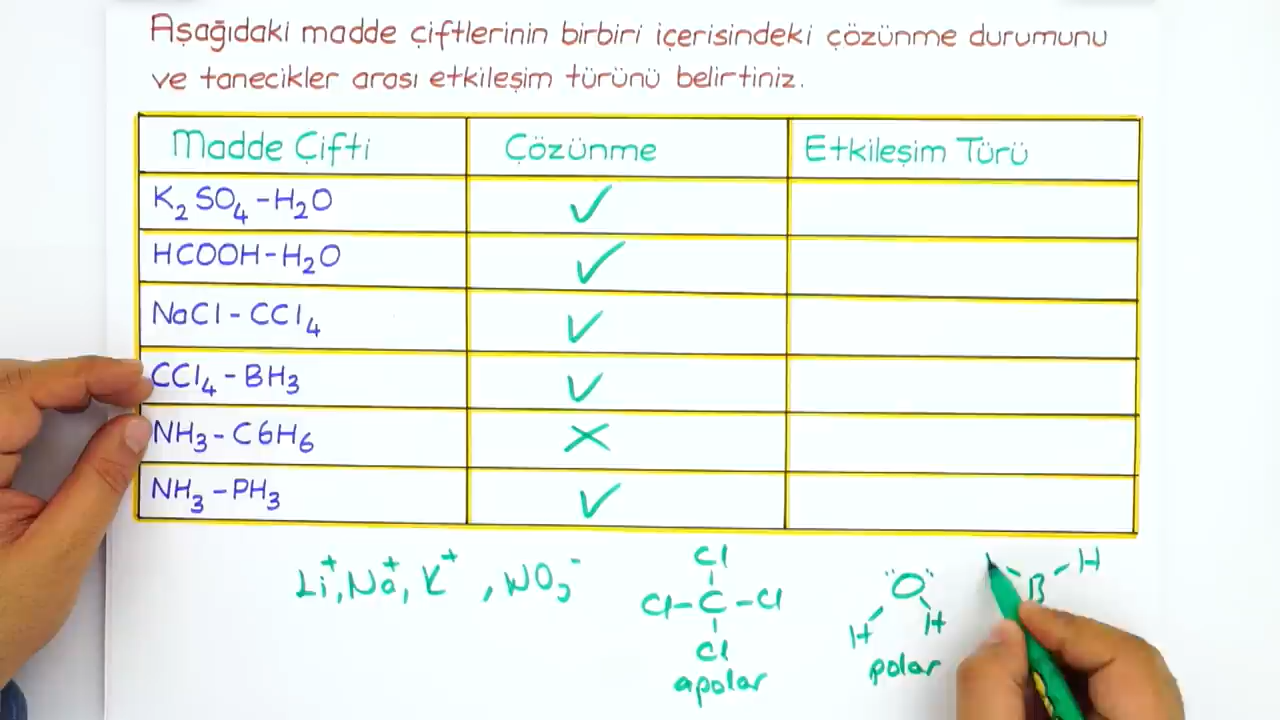 Aşağıdaki madde çiftlerinin birbiri içerisindeki çözünme durumunu
ve tanecikler arası etkileşim türünü belirtiniz.
Madde Çifti Çözünme Etkileşim Türü
K₂SO₄-H₂O ✓
HCOOH-H₂O ✓
NaCl-CCl₄ ✓
CCl₄-BH₃ ✓
NH₃-C6H6 ✗
NH₃-PH₃ ✓
Li⁺, Na⁺, K⁺, NO₃⁻
Cl
Cl-C-Cl
Cl
apolar
O
H H
polar
B H